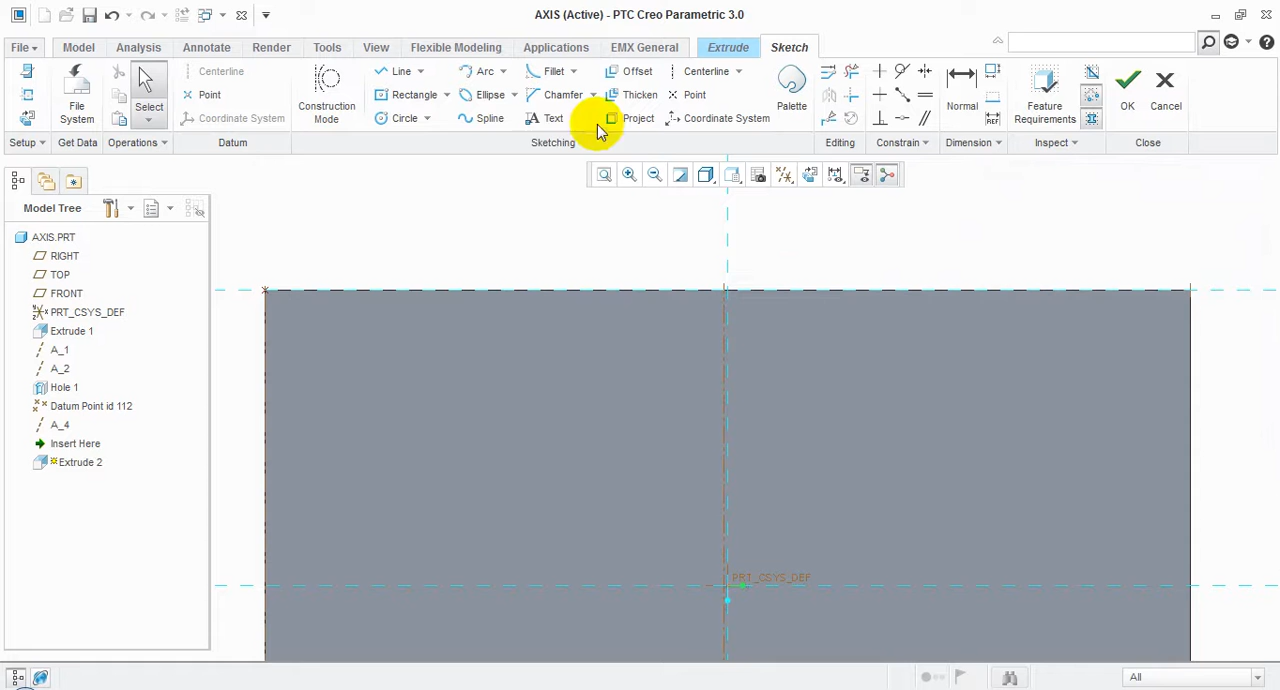 AXIS (Active) - PTC Creo Parametric 3.0
File Model Analysis Annotate Render Tools View Flexible Modeling Applications EMX General Extrude Sketch
File System
Select
Centerline
Point
Coordinate System
Construction Mode
Line Arc Fillet Offset Centerline
Rectangle Ellipse Chamfer Thicken Point
Circle Spline Text Project Coordinate System
Palette
Normal
REF
Feature Requirements
OK
Cancel
Setup Get Data Operations Datum Sketching Editing Constrain Dimension Inspect Close
Model Tree
AXIS.PRT
RIGHT
TOP
FRONT
PRT_CSYS_DEF
Extrude 1
A_1
A_2
Hole 1
Datum Point id 112
A_4
Insert Here
Extrude 2
PRT_CSYS_DEF
All